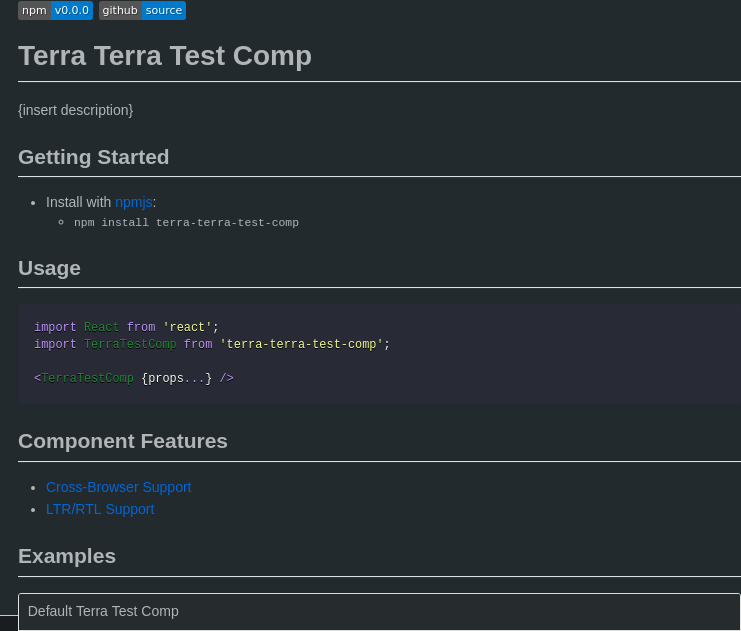 npm v0.0.0 github source
Terra Terra Test Comp
{insert description}
Getting Started
Install with npmjs:
npm install terra-terra-test-comp
Usage
import React from 'react';
import TerraTestComp from 'terra-terra-test-comp';
<TerraTestComp {props...} />
Component Features
Cross-Browser Support
LTR/RTL Support
Examples
Default Terra Test Comp